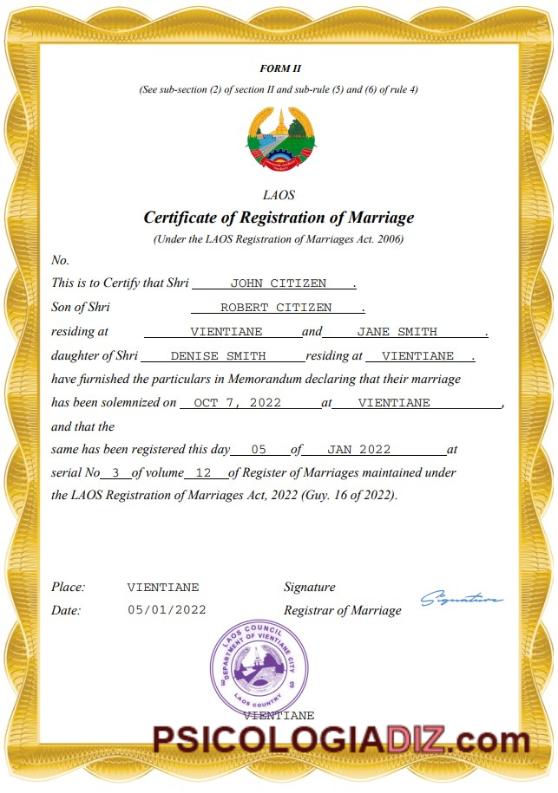 FORM II
(See sub-section (2) of section II and sub-rule (5) and (6) of rule 4)
LAOS
Certificate of Registration of Marriage
(Under the LAOS Registration of Marriages Act. 2006)
No.
This is to Certify that Shri JOHN CITIZEN .
Son of Shri ROBERT CITIZEN .
residing at VIENTIANE and JANE SMITH .
daughter of Shri DENISE SMITH residing at VIENTIANE .
have furnished the particulars in Memorandum declaring that their marriage
has been solemnized on OCT 7, 2022 at VIENTIANE ,
and that the
same has been registered this day 05 of JAN 2022 at
serial No 3 of volume 12 of Register of Marriages maintained under
the LAOS Registration of Marriages Act, 2022 (Guy. 16 of 2022).
Place: VIENTIANE Signature
Signature
Date: 05/01/2022 Registrar of Marriage
LAOS COUNCIL
DEPARTMENT OF VIENTIANE CITY
LAOS COUNTRY
VIENTIANE
PSICOLOGIADIZ.com